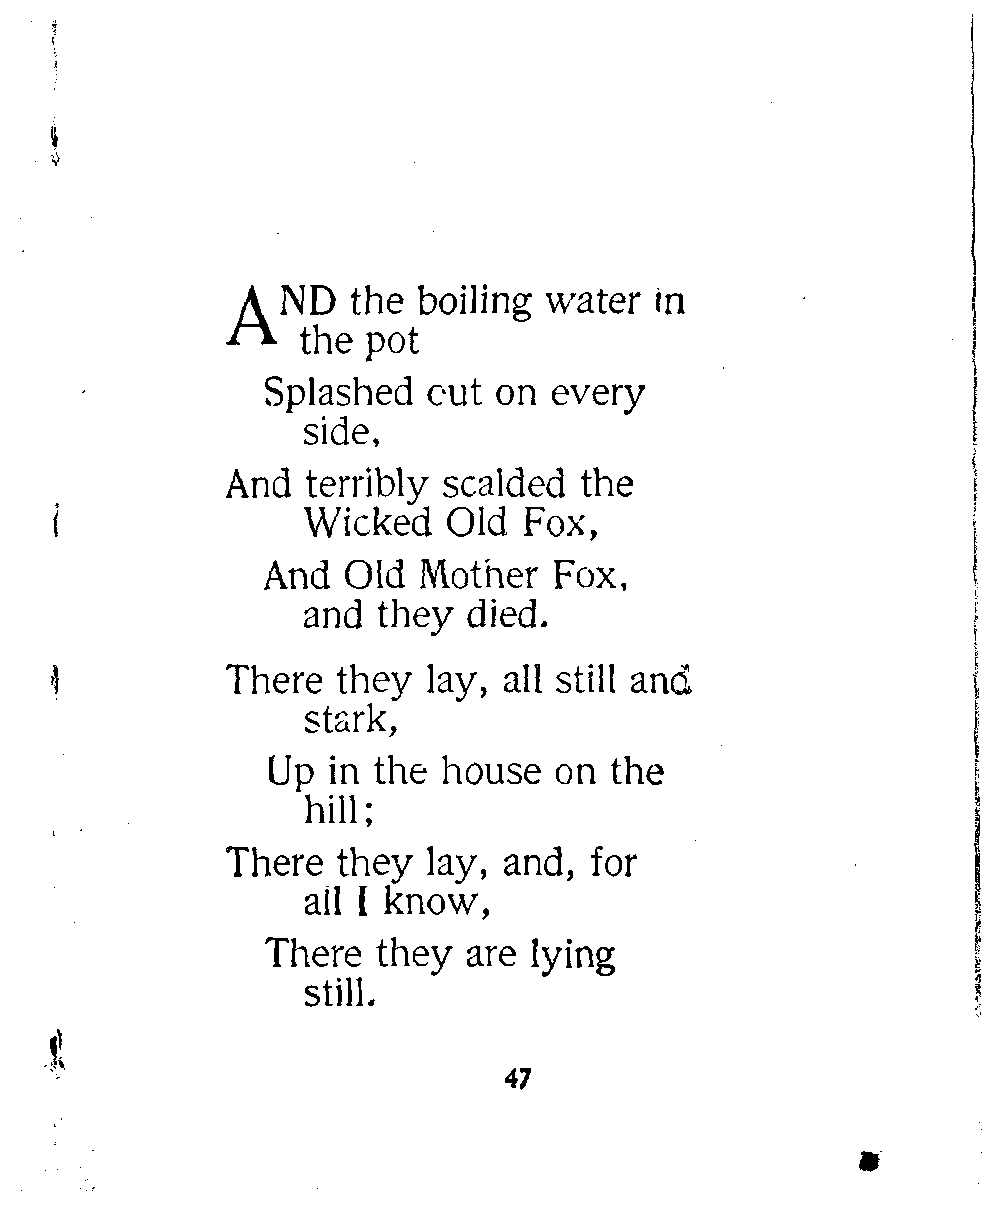 AND the boiling water in
the pot
Splashed out on every
side,
And terribly scalded the
Wicked Old Fox,
And Old Mother Fox,
and they died.
There they lay, all still and
stark,
Up in the house on the
hill;
There they lay, and, for
all I know,
There they are lying
still.
47